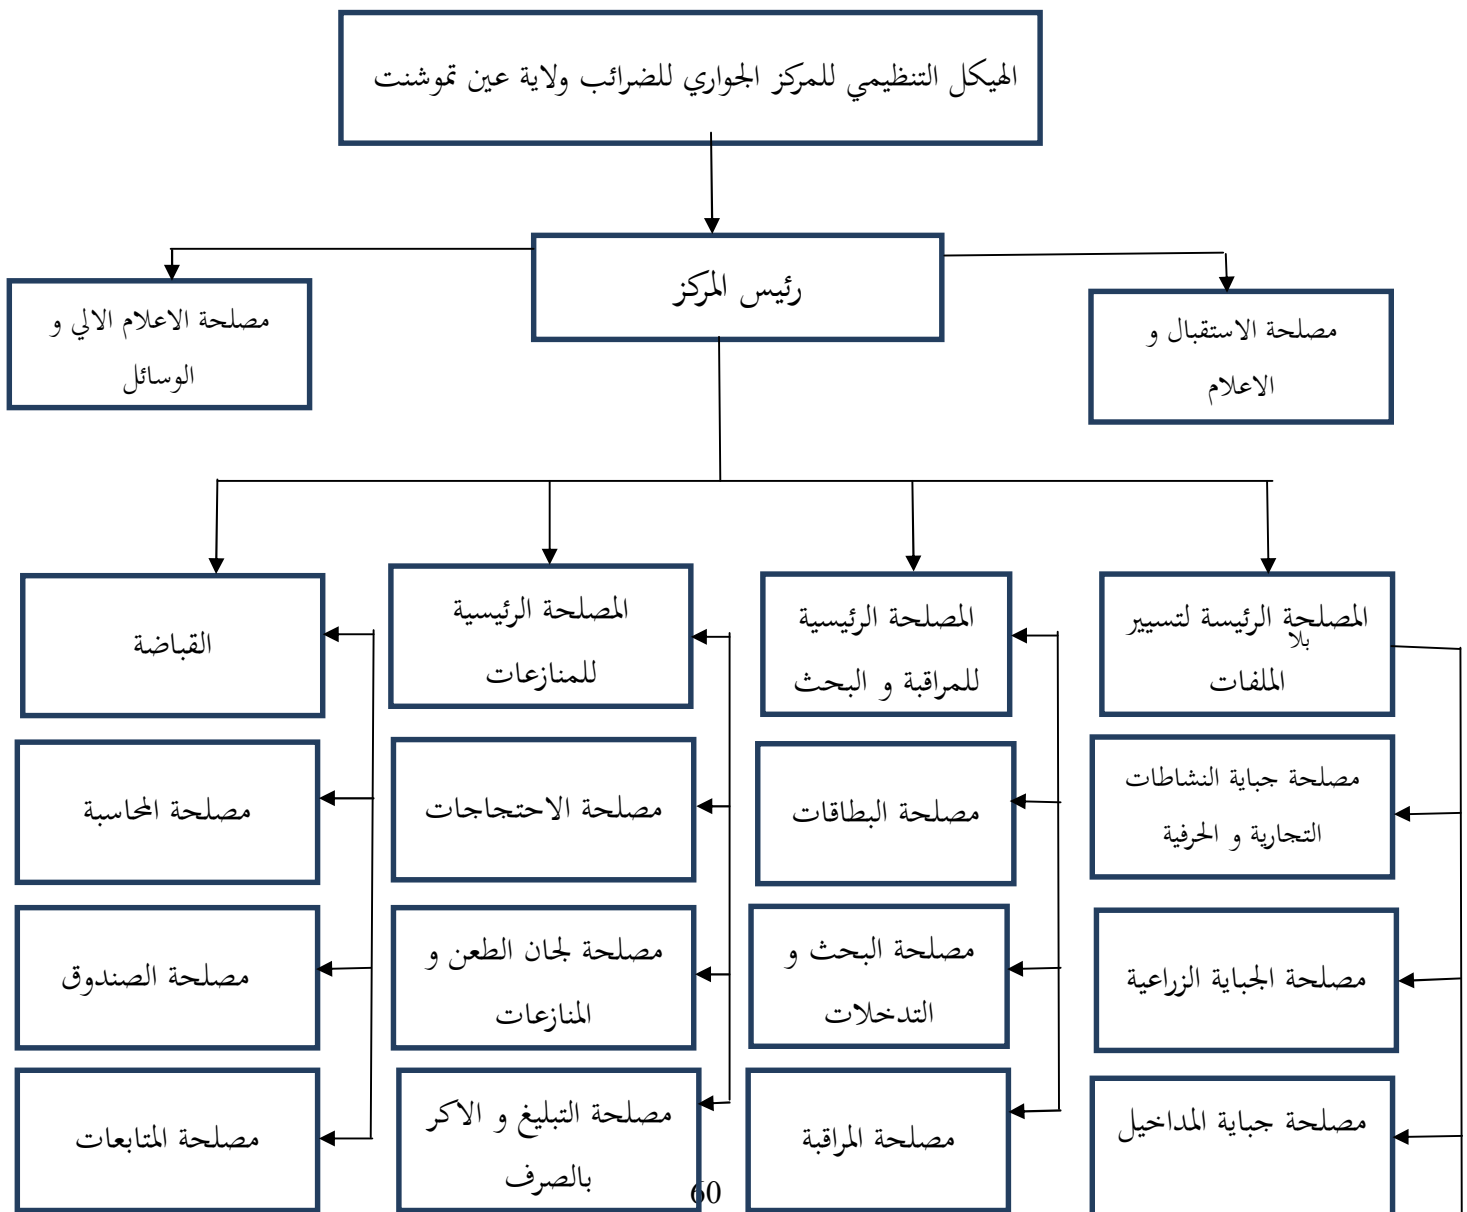 الهيكل التنظيمي للمركز الجواري للضرائب ولاية عين تموشنت
رئيس المركز
مصلحة الاستقبال و
الاعلام
مصلحة الاعلام الالي و
الوسائل
المصلحة الرئيسة لتسيير
بلا
الملفات
المصلحة الرئيسية
للمراقبة و البحث
المصلحة الرئيسية
للمنازعات
القباضة
مصلحة جباية النشاطات
التجارية و الحرفية
مصلحة البطاقات
مصلحة الاحتجاجات
مصلحة المحاسبة
مصلحة الجباية الزراعية
مصلحة البحث و
التدخلات
مصلحة لجان الطعن و
المنازعات
مصلحة الصندوق
مصلحة جباية المداخيل
مصلحة المراقبة
مصلحة التبليغ و الاكر
بالصرف
مصلحة المتابعات
60